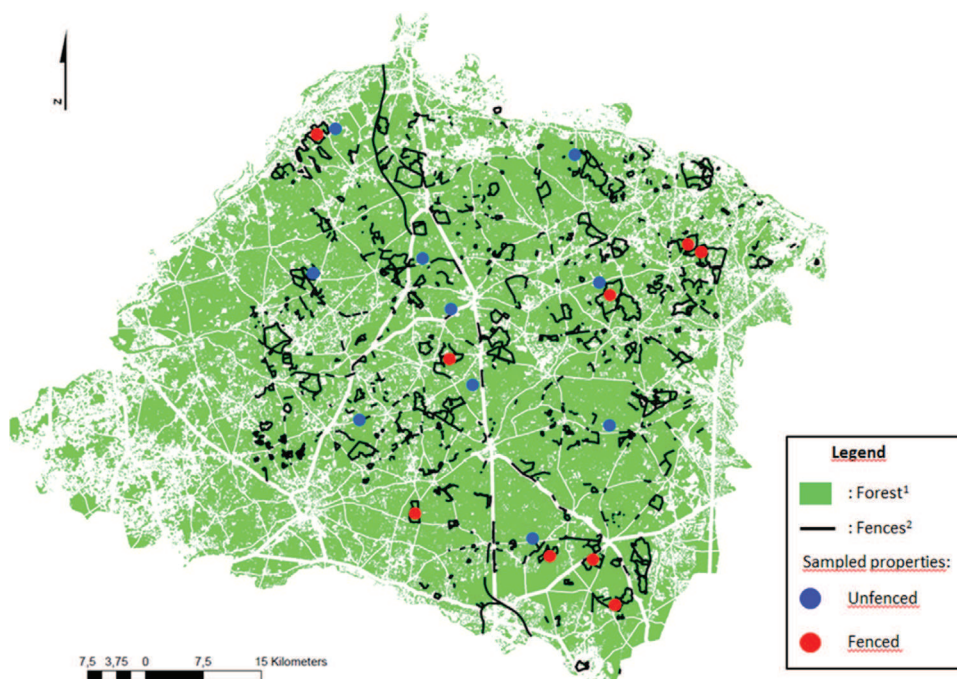 N
Legend
: Forest¹
: Fences²
Sampled properties:
Unfenced
Fenced
7,5 3,75 0 7,5 15 Kilometers